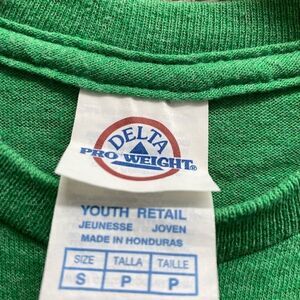 DELTA
PRO WEIGHT®
YOUTH RETAIL
JEUNESSE JOVEN
MADE IN HONDURAS
SIZE TALLA TAILLE
S P P